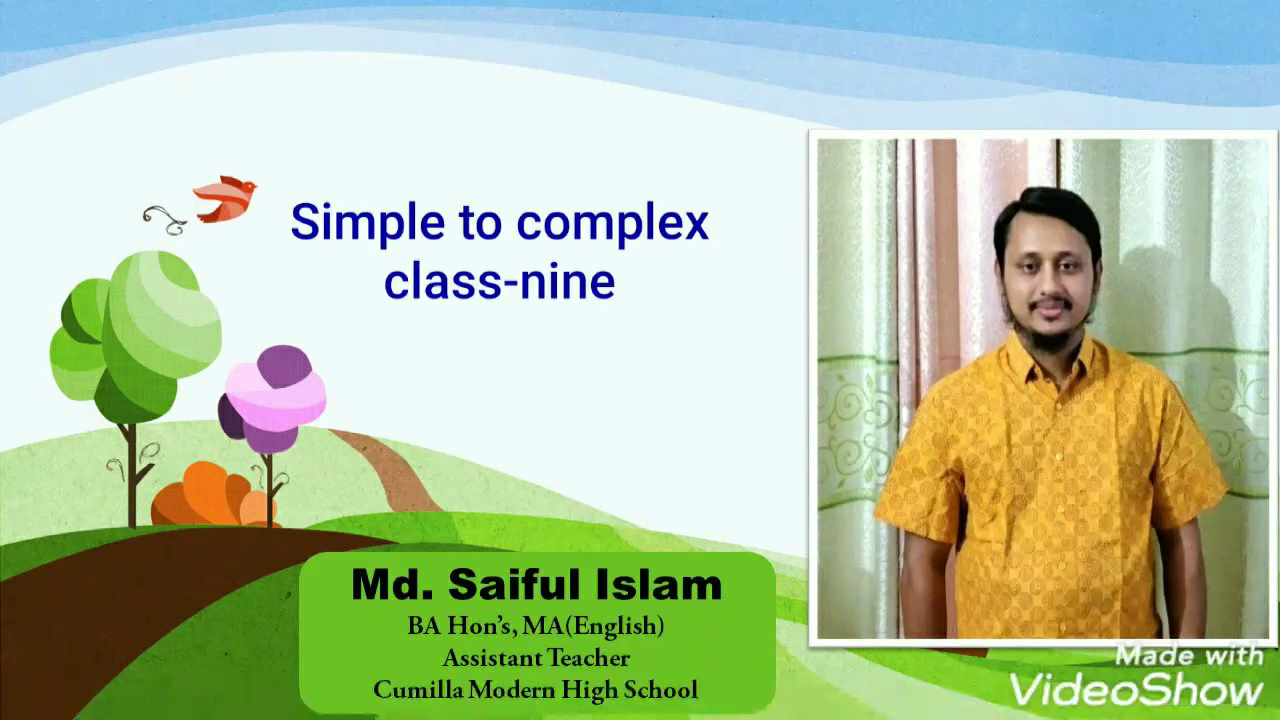 Simple to complex
class-nine
Md. Saiful Islam
BA Hon’s, MA(English)
Assistant Teacher
Cumilla Modern High School
Made with
VideoShow